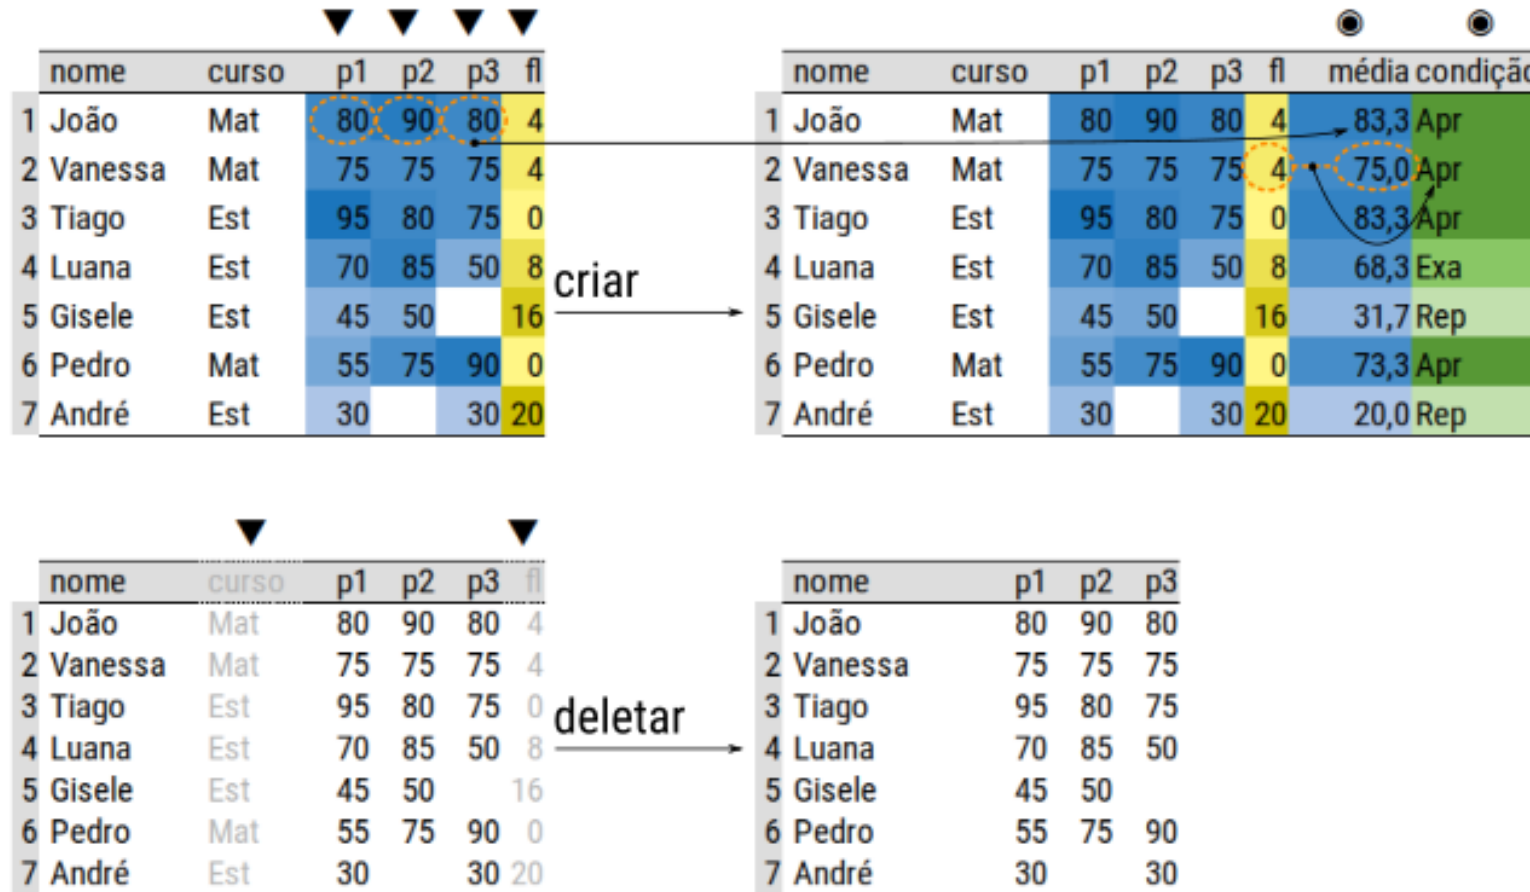 nome curso p1 p2 p3 fl
1 João Mat 80 90 80 4
2 Vanessa Mat 75 75 75 4
3 Tiago Est 95 80 75 0
4 Luana Est 70 85 50 8
5 Gisele Est 45 50 16
6 Pedro Mat 55 75 90 0
7 André Est 30 30 20
criar
nome curso p1 p2 p3 fl média condição
1 João Mat 80 90 80 4 83,3 Apr
2 Vanessa Mat 75 75 75 4 75,0 Apr
3 Tiago Est 95 80 75 0 83,3 Apr
4 Luana Est 70 85 50 8 68,3 Exa
5 Gisele Est 45 50 16 31,7 Rep
6 Pedro Mat 55 75 90 0 73,3 Apr
7 André Est 30 30 20 20,0 Rep
nome curso p1 p2 p3 fl
1 João Mat 80 90 80 4
2 Vanessa Mat 75 75 75 4
3 Tiago Est 95 80 75 0
4 Luana Est 70 85 50 8
5 Gisele Est 45 50 16
6 Pedro Mat 55 75 90 0
7 André Est 30 30 20
deletar
nome p1 p2 p3
1 João 80 90 80
2 Vanessa 75 75 75
3 Tiago 95 80 75
4 Luana 70 85 50
5 Gisele 45 50
6 Pedro 55 75 90
7 André 30 30